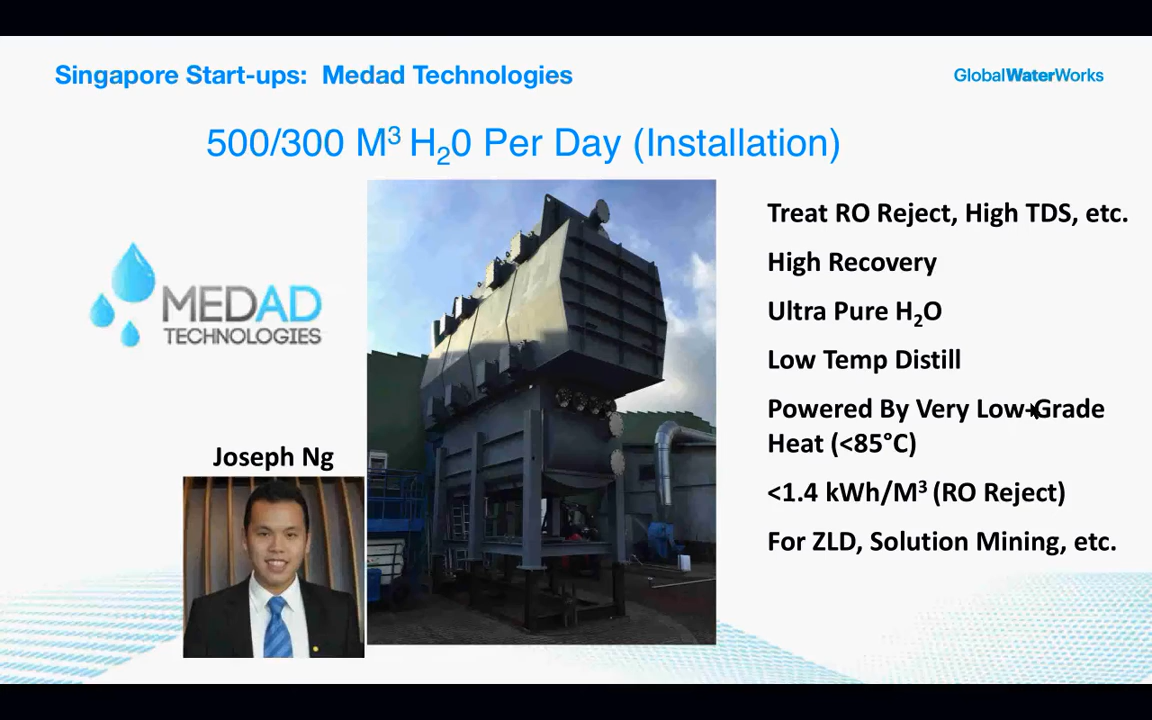 Singapore Start-ups: Medad Technologies
GlobalWaterWorks
500/300 M³ H₂0 Per Day (Installation)
MEDAD
TECHNOLOGIES
Joseph Ng
Treat RO Reject, High TDS, etc.
High Recovery
Ultra Pure H₂O
Low Temp Distill
Powered By Very Low-Grade
Heat (<85°C)
<1.4 kWh/M³ (RO Reject)
For ZLD, Solution Mining, etc.